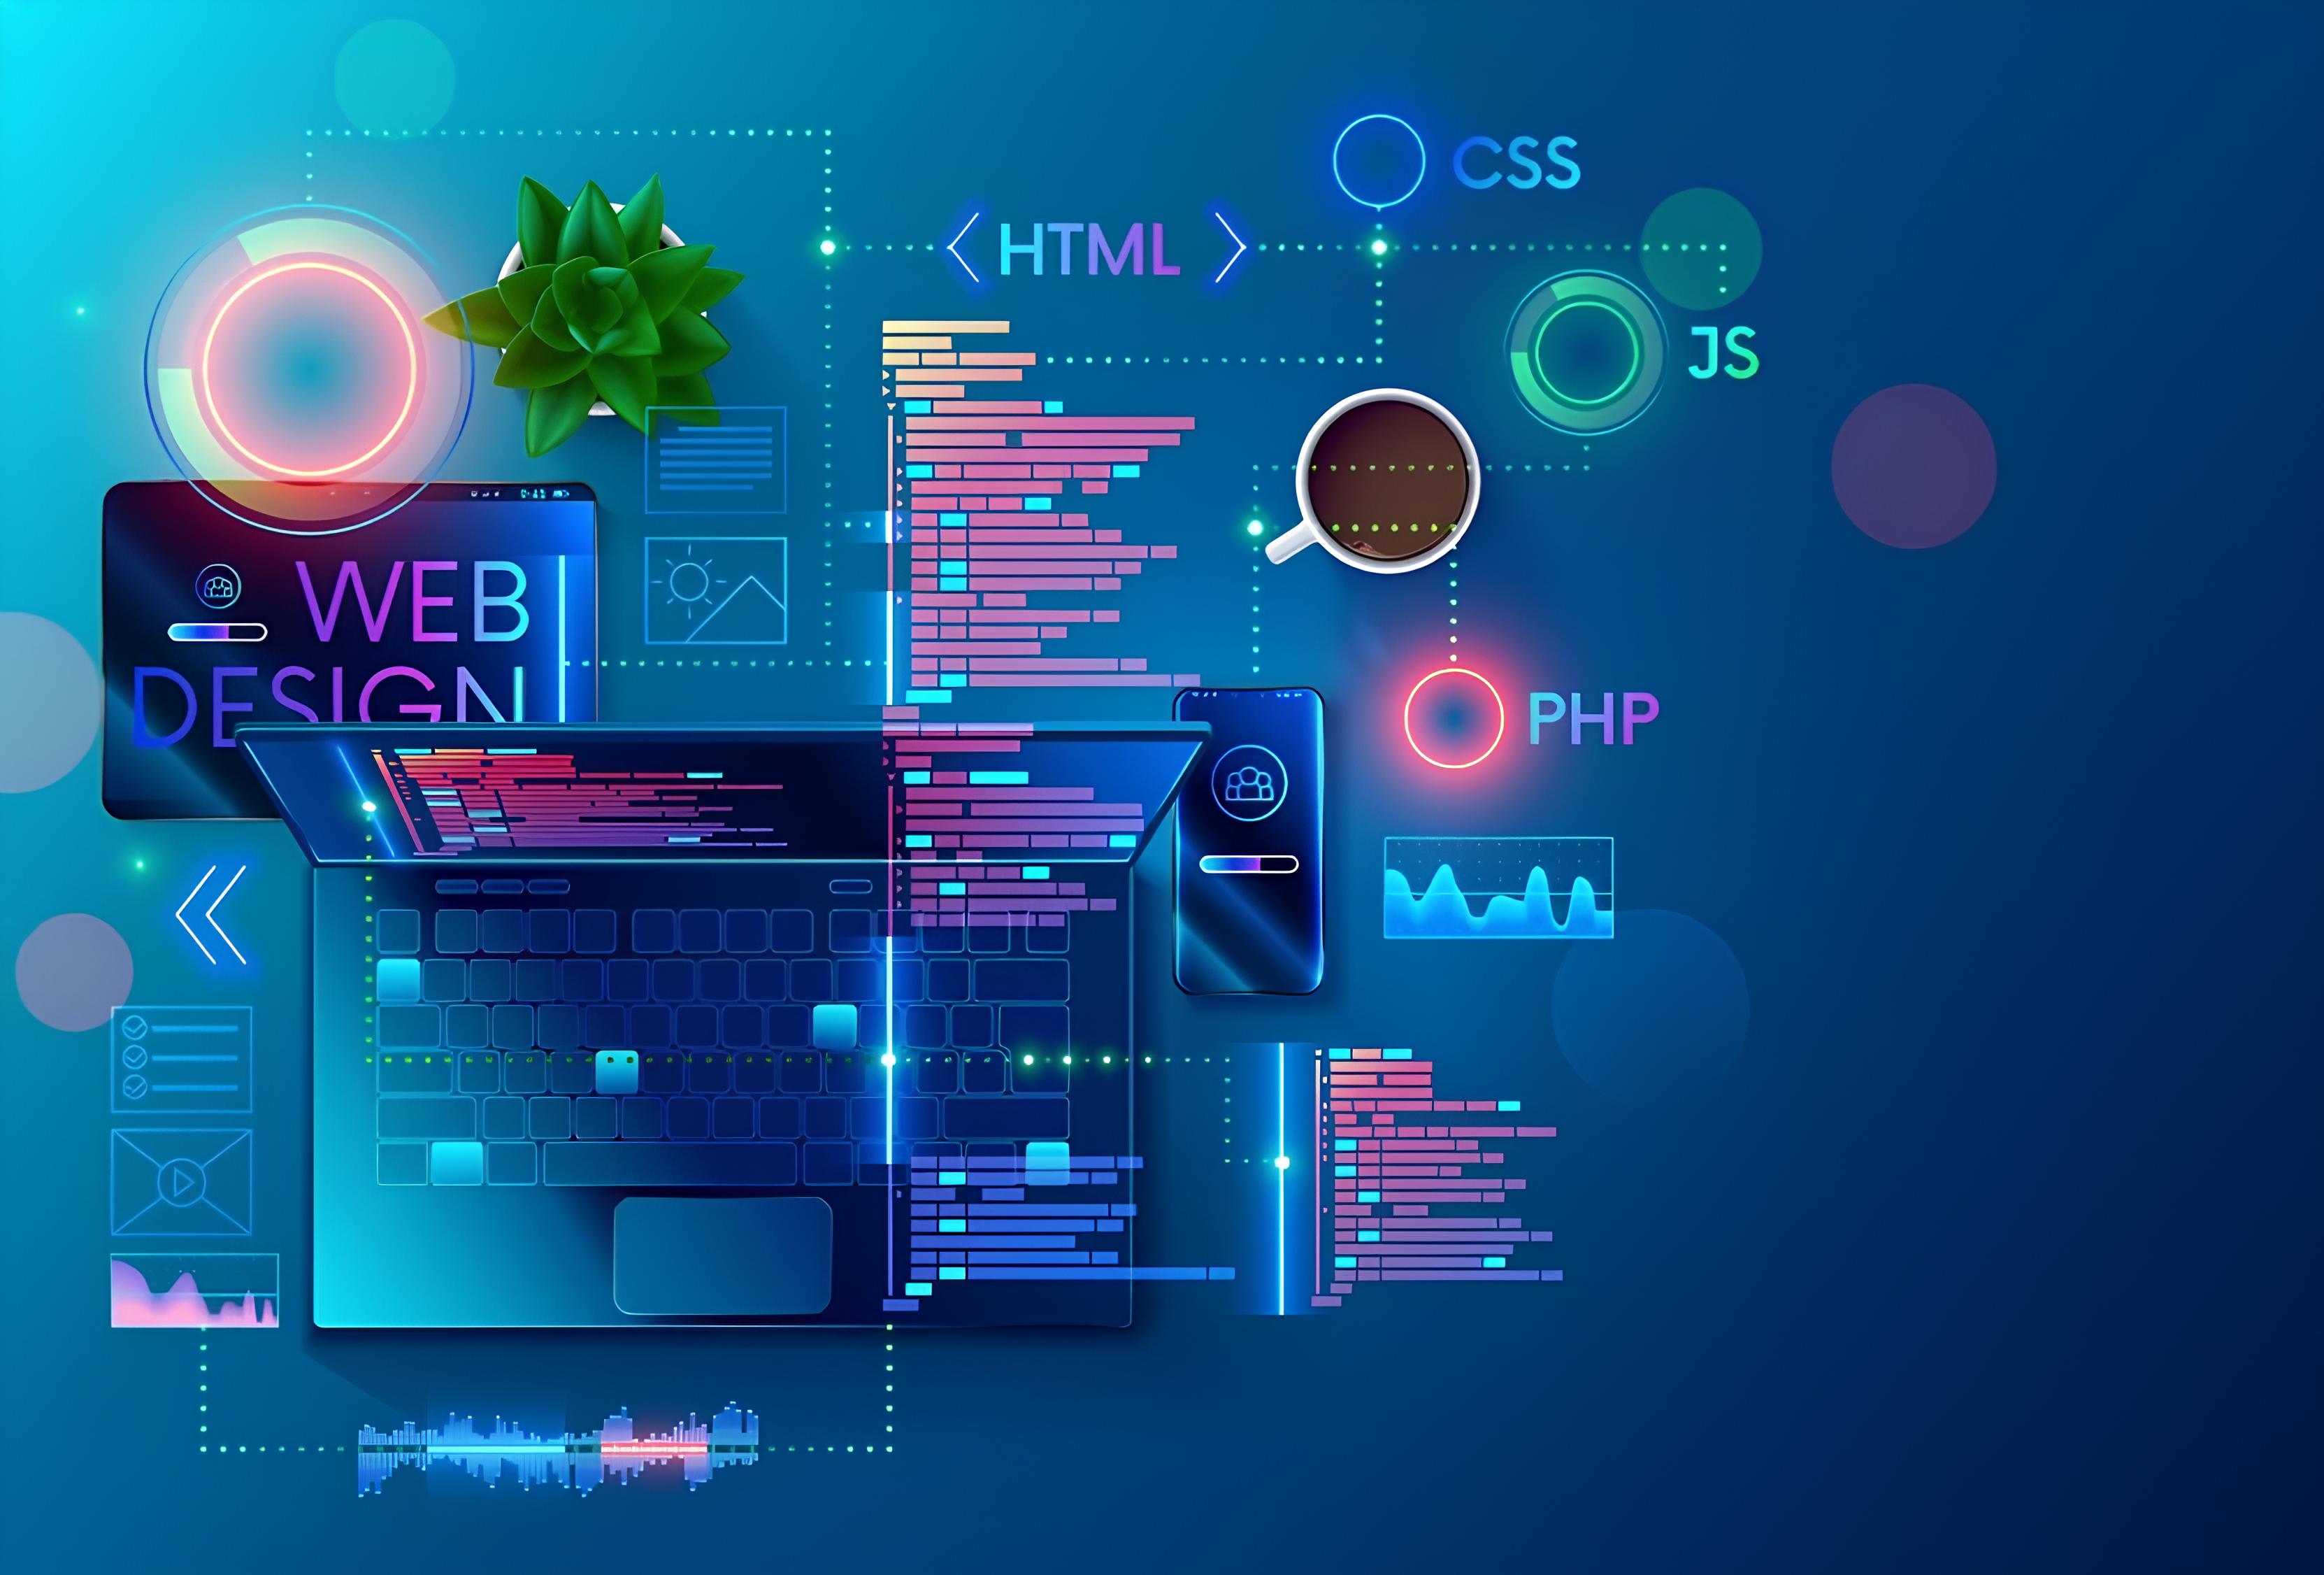 CSS
< HTML >
JS
WEB
DESIGN
PHP